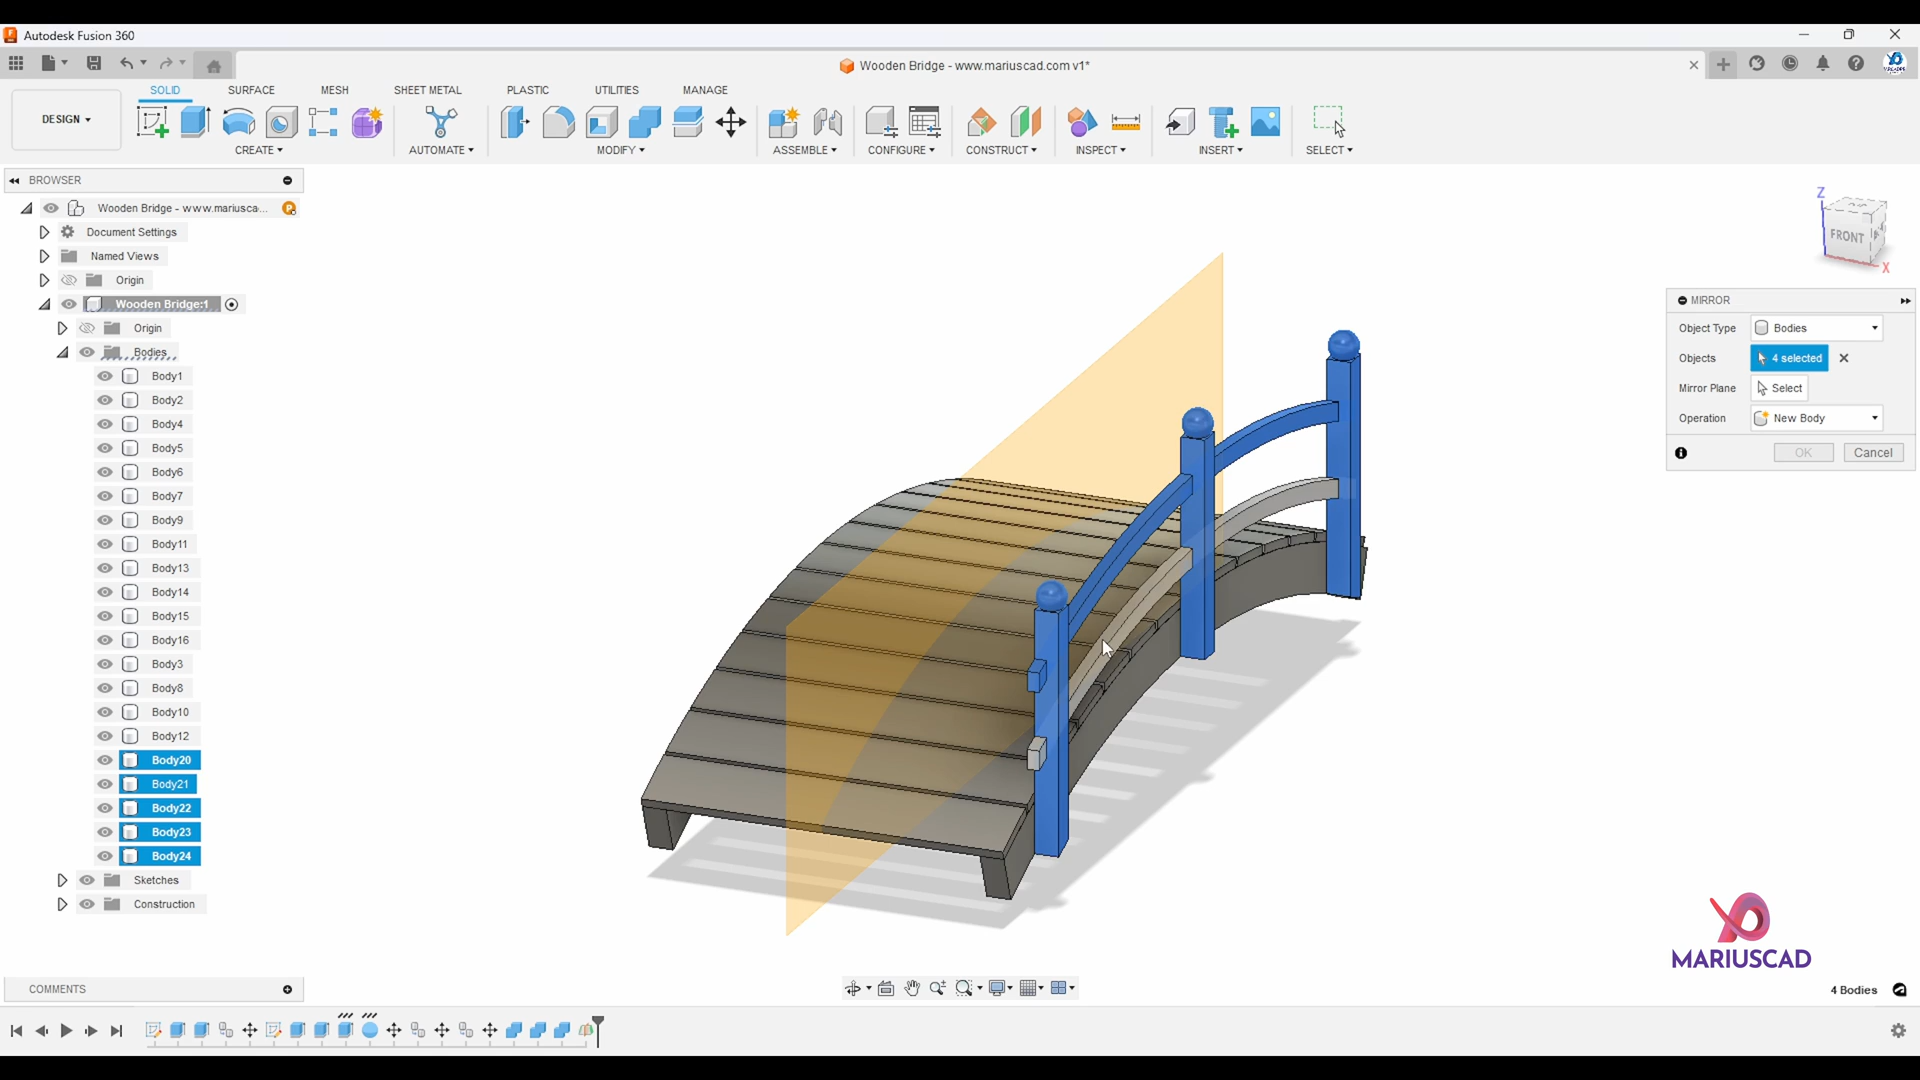 Autodesk Fusion 360
Wooden Bridge - www.mariuscad.com v1*
SOLID SURFACE MESH SHEET METAL PLASTIC UTILITIES MANAGE
DESIGN
CREATE AUTOMATE MODIFY ASSEMBLE CONFIGURE CONSTRUCT INSPECT INSERT SELECT
BROWSER
Wooden Bridge - www.mariusca...
Document Settings
Named Views
Origin
Wooden Bridge:1
Origin
Bodies
Body1
Body2
Body4
Body5
Body6
Body7
Body9
Body11
Body13
Body14
Body15
Body16
Body3
Body8
Body10
Body12
Body20
Body21
Body22
Body23
Body24
Sketches
Construction
COMMENTS
Z
FRONT
X
MIRROR
Object Type Bodies
Objects 4 selected
Mirror Plane Select
Operation New Body
OK Cancel
MARIUSCAD
4 Bodies